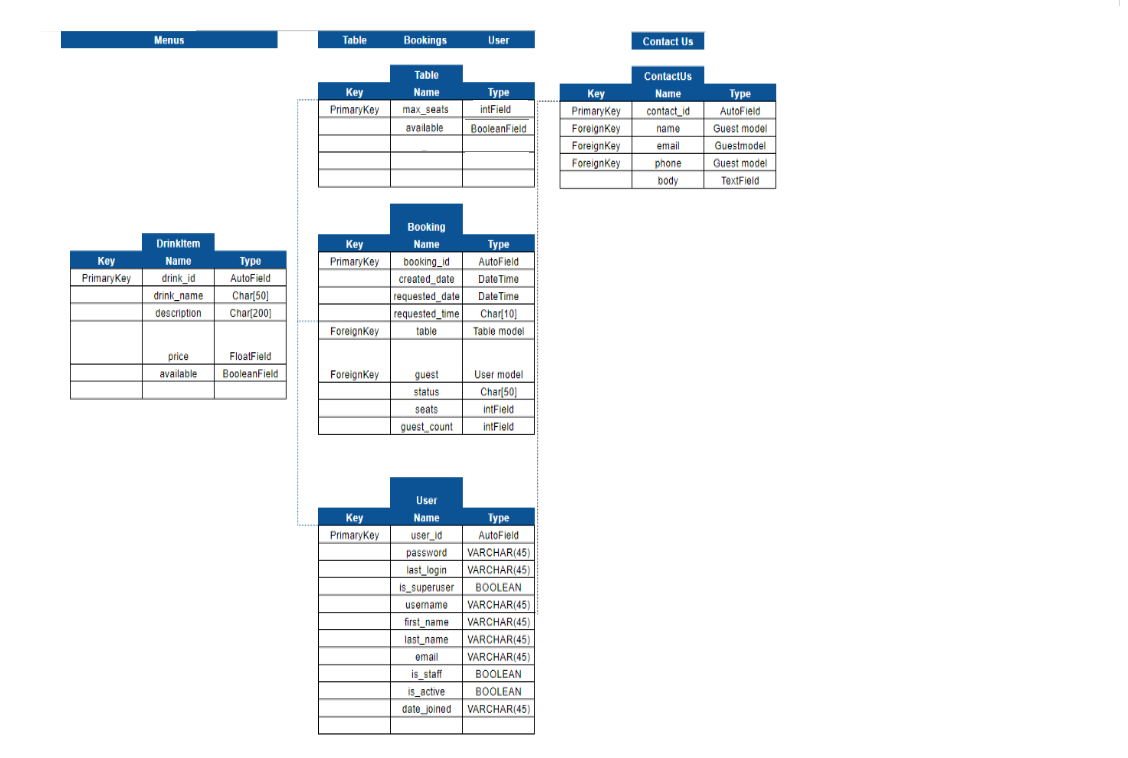 Menus
Table Bookings User
Contact Us
Table
Key Name Type
PrimaryKey max_seats intField
available BooleanField
ContactUs
Key Name Type
PrimaryKey contact_id AutoField
ForeignKey name Guest model
ForeignKey email Guestmodel
ForeignKey phone Guest model
body TextField
DrinkItem
Key Name Type
PrimaryKey drink_id AutoField
drink_name Char[50]
description Char[200]
price FloatField
available BooleanField
Booking
Key Name Type
PrimaryKey booking_id AutoField
created_date DateTime
requested_date DateTime
requested_time Char[10]
ForeignKey table Table model
ForeignKey guest User model
status Char[50]
seats intField
guest_count intField
User
Key Name Type
PrimaryKey user_id AutoField
password VARCHAR(45)
last_login VARCHAR(45)
is_superuser BOOLEAN
username VARCHAR(45)
first_name VARCHAR(45)
last_name VARCHAR(45)
email VARCHAR(45)
is_staff BOOLEAN
is_active BOOLEAN
date_joined VARCHAR(45)